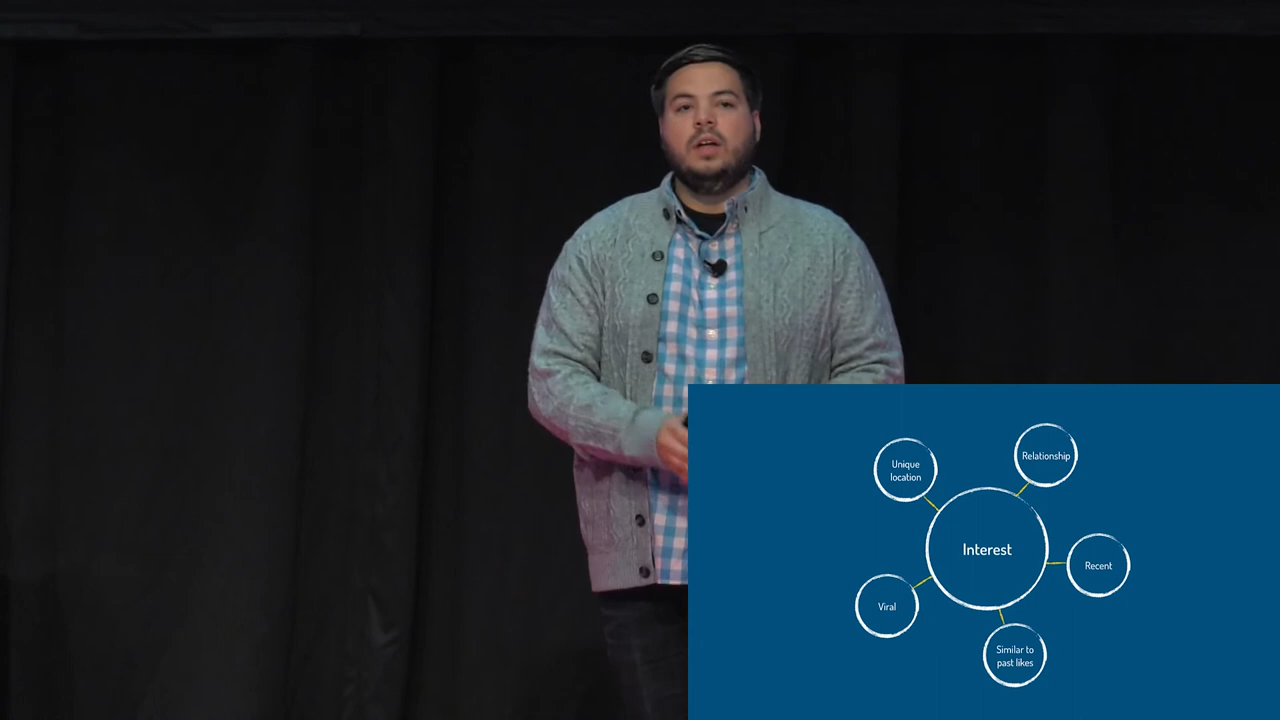 Unique
location
Relationship
Interest
Recent
Viral
Similar to
past likes